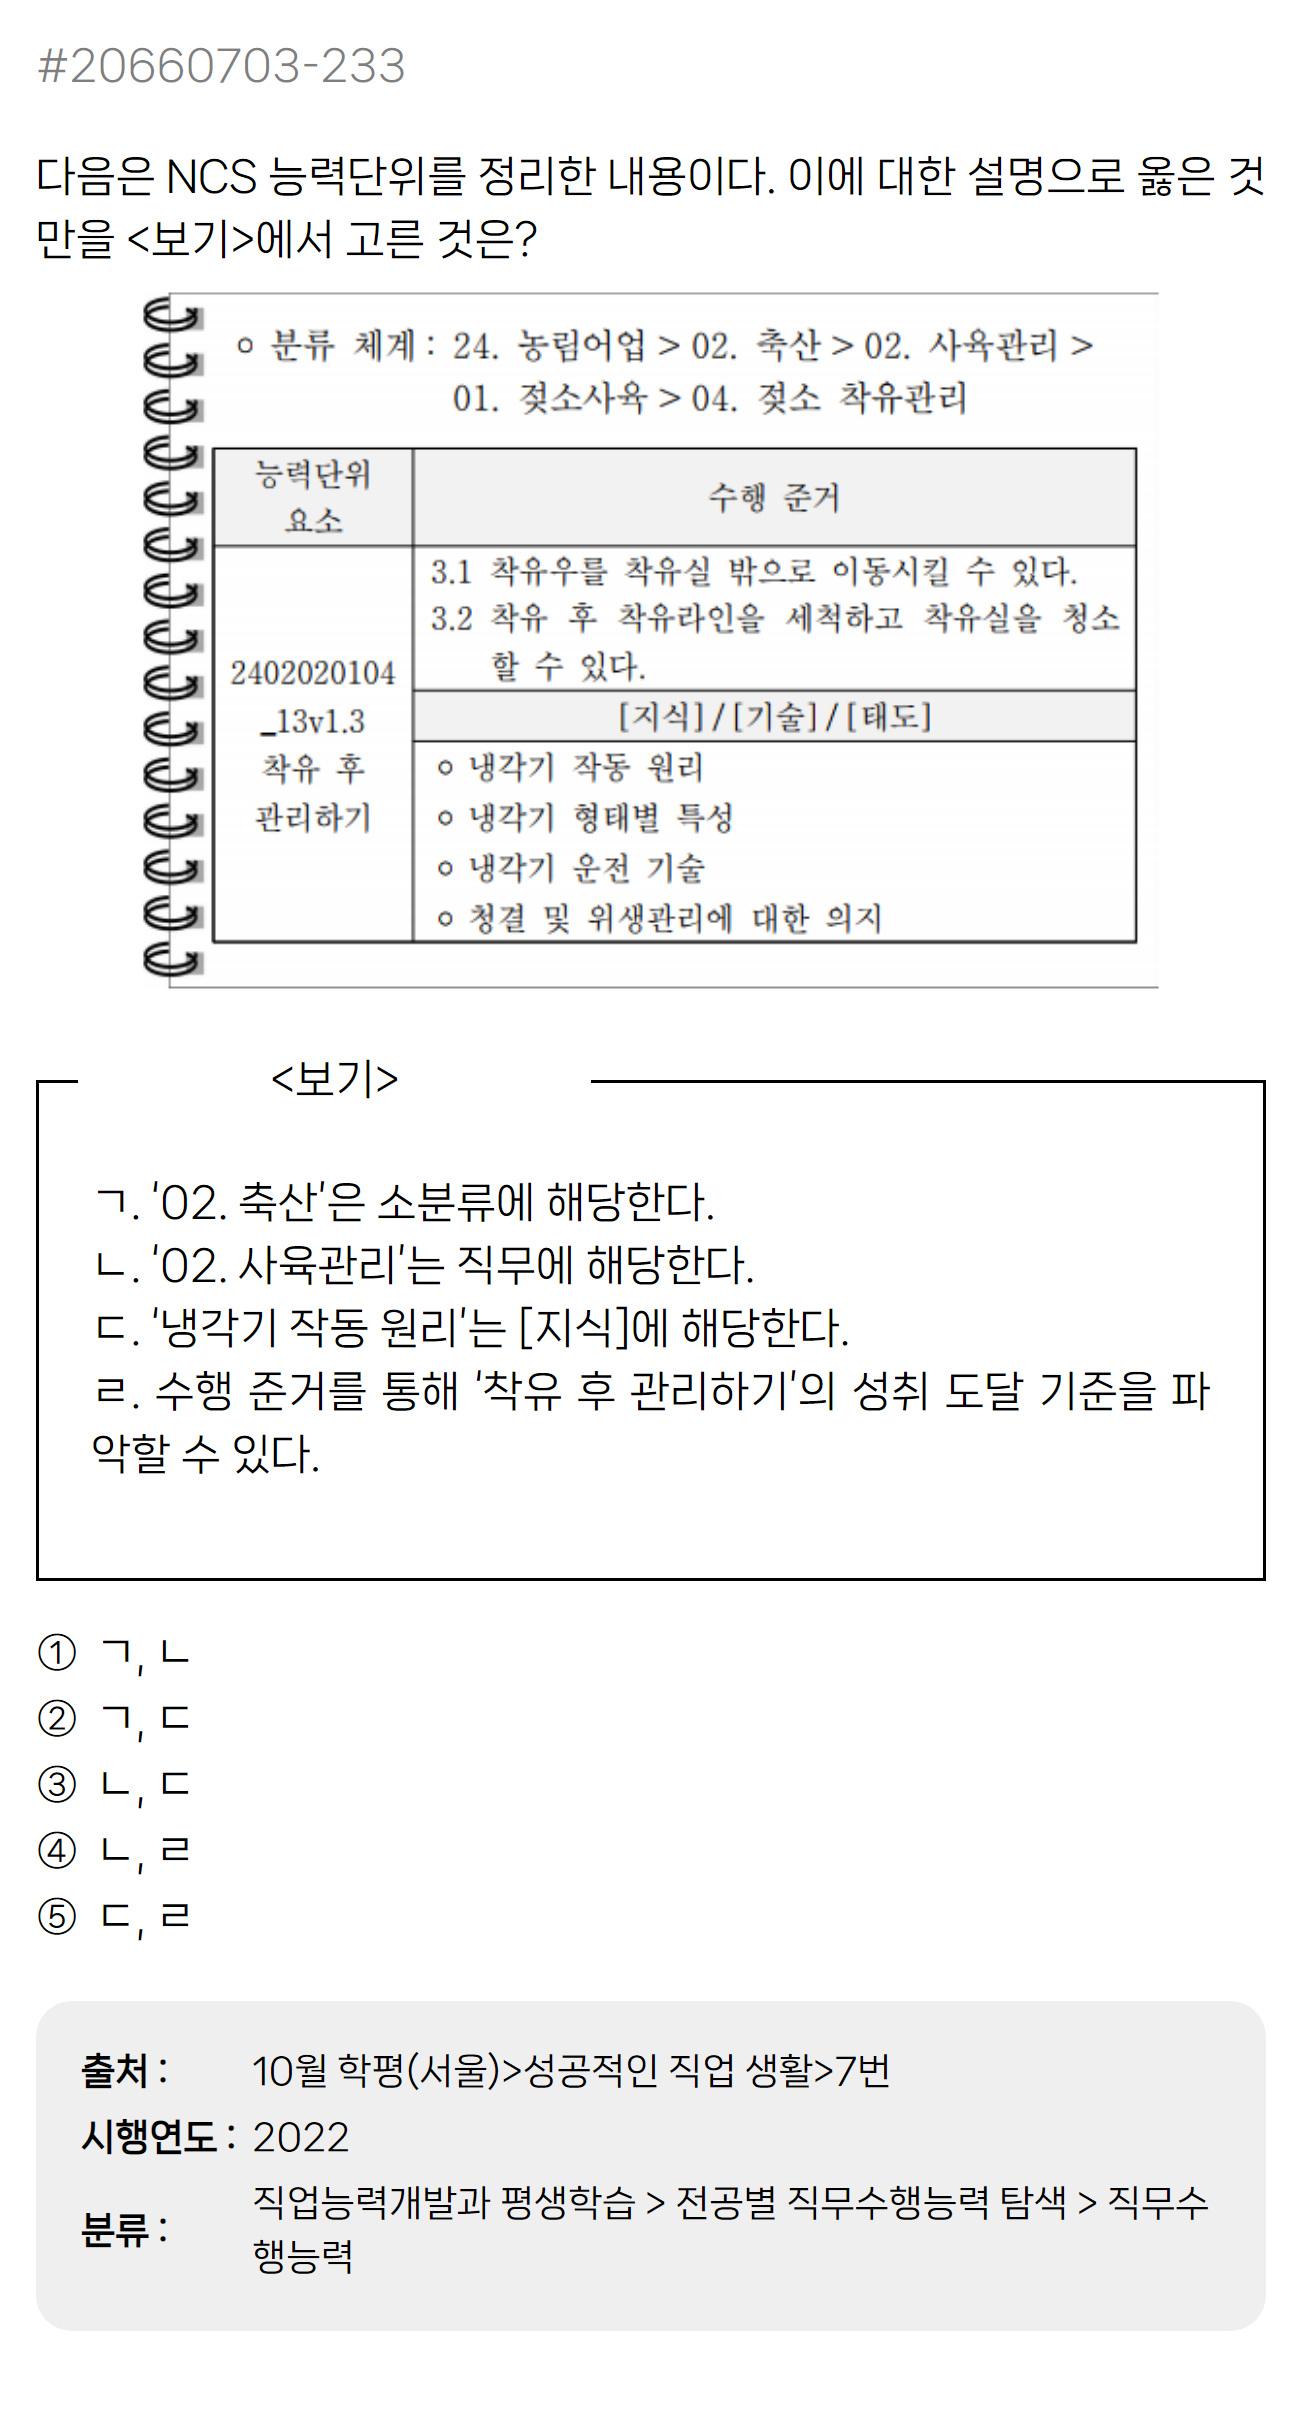 #20660703-233
다음은 NCS 능력단위를 정리한 내용이다. 이에 대한 설명으로 옳은 것
만을 <보기>에서 고른 것은?
○ 분류 체계 : 24. 농림어업 > 02. 축산 > 02. 사육관리 >
01. 젖소사육 > 04. 젖소 착유관리
능력단위
요소
수행 준거
2402020104
_13v1.3
착유 후
관리하기
3.1 착유우를 착유실 밖으로 이동시킬 수 있다.
3.2 착유 후 착유라인을 세척하고 착유실을 청소
할 수 있다.
[지식] / [기술] / [태도]
○ 냉각기 작동 원리
○ 냉각기 형태별 특성
○ 냉각기 운전 기술
○ 청결 및 위생관리에 대한 의지
<보기>
ㄱ. '02. 축산'은 소분류에 해당한다.
ㄴ. '02. 사육관리'는 직무에 해당한다.
ㄷ. '냉각기 작동 원리'는 [지식]에 해당한다.
ㄹ. 수행 준거를 통해 '착유 후 관리하기'의 성취 도달 기준을 파
악할 수 있다.
① ㄱ, ㄴ
② ㄱ, ㄷ
③ ㄴ, ㄷ
④ ㄴ, ㄹ
⑤ ㄷ, ㄹ
출처 : 10월 학평(서울)>성공적인 직업 생활>7번
시행연도 : 2022
분류 : 직업능력개발과 평생학습 > 전공별 직무수행능력 탐색 > 직무수
행능력